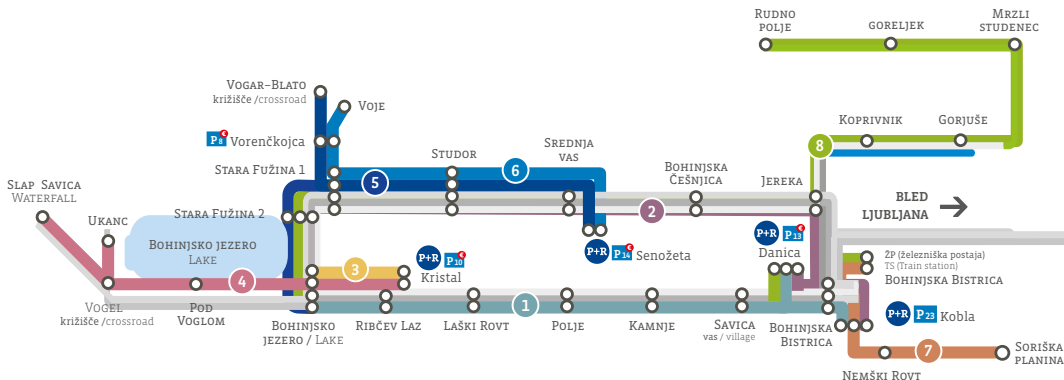 RUDNO
POLJE
GORELJEK
MRZLI
STUDENEC
VOGAR–BLATO
križišče /crossroad
VOJE
P8 €
Vorenčkojca
KOPRIVNIK
GORJUŠE
8
STUDOR
SREDNJA
VAS
6
STARA FUŽINA 1
5
BOHINJSKA
ČEŠNJICA
JEREKA
SLAP SAVICA
WATERFALL
UKANC
STARA FUŽINA 2
2
BLED
LJUBLJANA
BOHINJSKO JEZERO
LAKE
P+R P10 €
Kristal
P+R P14 €
Senožeta
P+R P13 €
Danica
ŽP (železniška postaja)
TS (Train station)
BOHINJSKA BISTRICA
3
4
VOGEL
križišče/crossroad
POD
VOGLOM
1
P+R P23 Kobla
BOHINJSKO
JEZERO / LAKE
RIBČEV LAZ
LAŠKI ROVT
POLJE
KAMNJE
SAVICA
vas / village
BOHINJSKA
BISTRICA
7
SORIŠKA
PLANINA
NEMŠKI ROVT